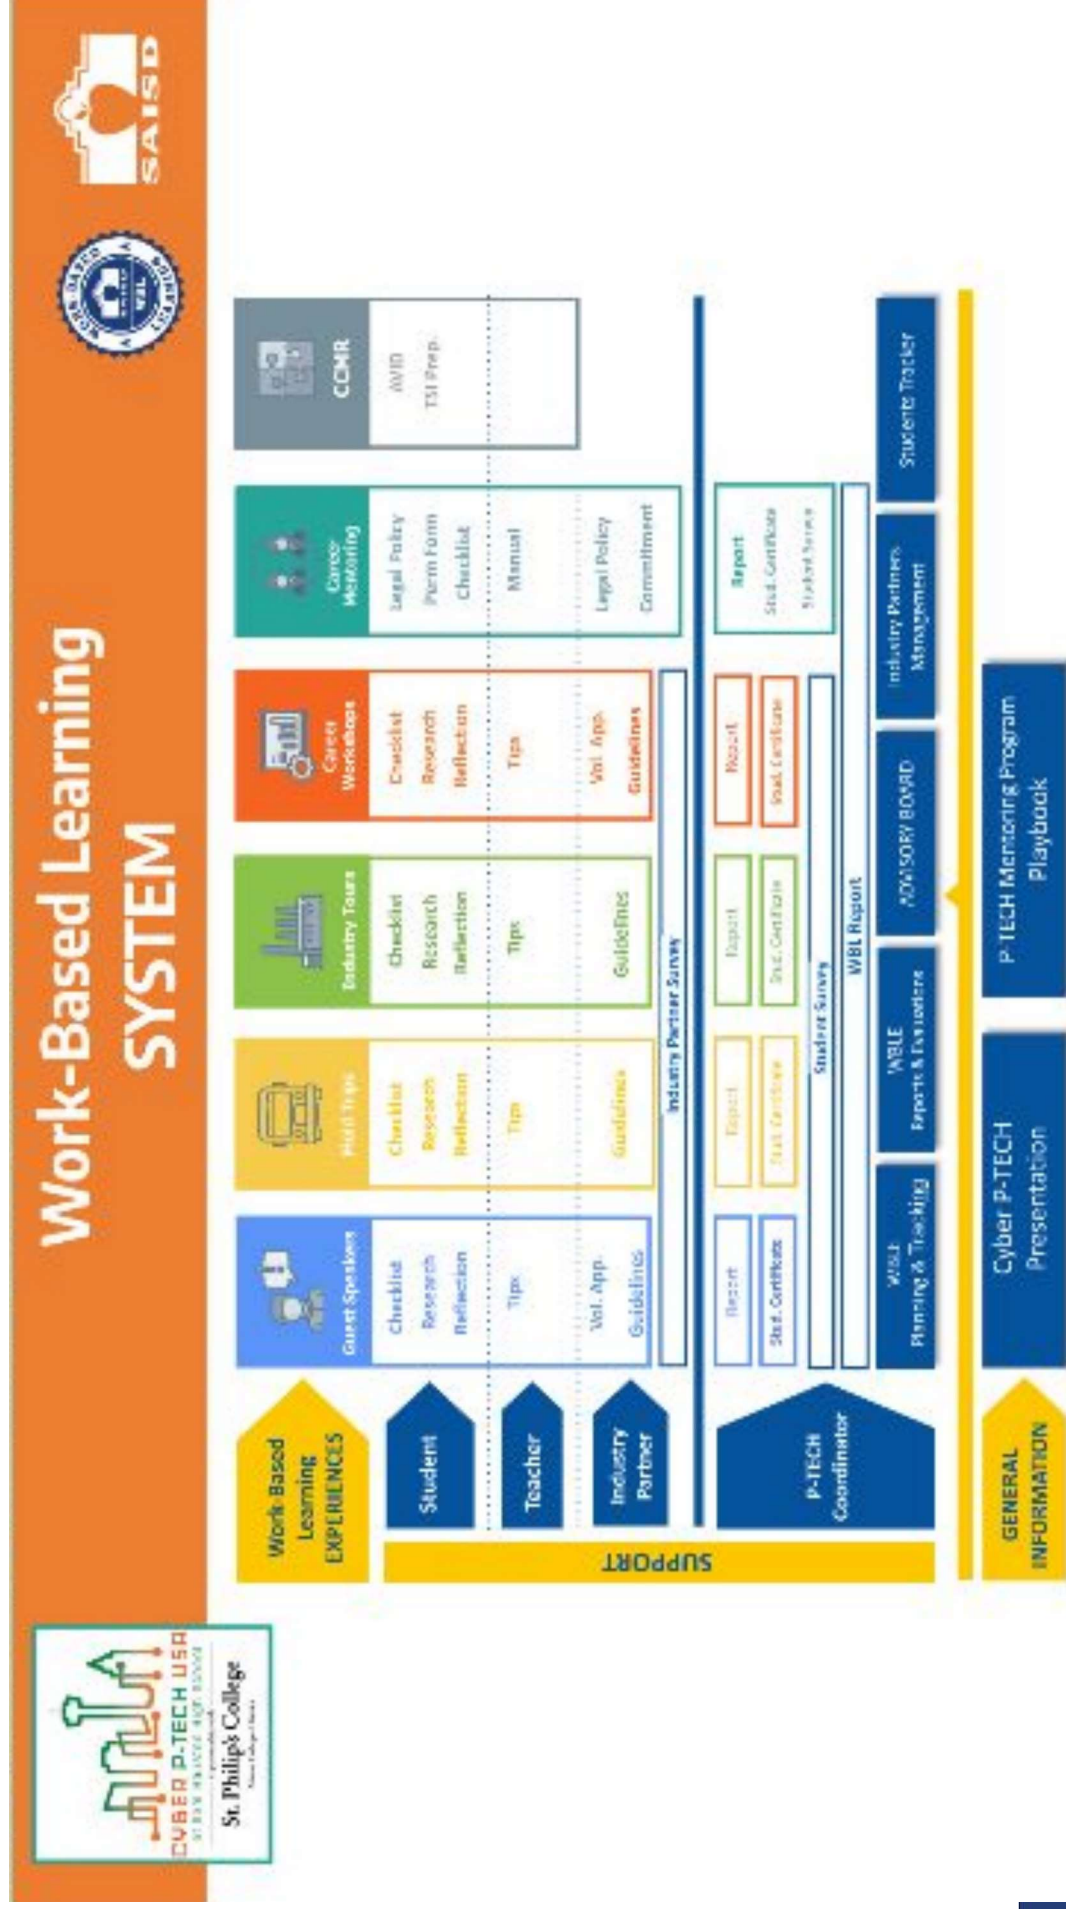 Work-Based Learning
SYSTEM
SAISD
CYBER P-TECH USA
St. Philip's College
Work-Based
Learning
EXPERIENCES
Guest Speakers
Field Trips
Industry Tours
Career
Workshops
Career
Mentoring
CCMR
SUPPORT
Student
Checklist
Research
Reflection
Checklist
Research
Reflection
Checklist
Research
Reflection
Checklist
Research
Reflection
Legal Policy
Parm Form
Checklist
AVID
TSI Prep.
Teacher
Tips
Tips
Tips
Tips
Manual
Industry
Partner
Vol. App.
Guidelines
Guidelines
Guidelines
Vol. App.
Guidelines
Legal Policy
Commitment
Industry Partner Survey
P-TECH
Coordinator
Report
Stud. Certificate
Report
Stud. Certificate
Report
Stud. Certificate
Report
Stud. Certificate
Report
Stud. Certificate
Student Survey
Student Survey
WBL Report
WBLE
Planning & Tracking
WBLE
Reports & Evaluations
ADVISORY BOARD
Industry Partners
Management
Students Tracker
GENERAL
INFORMATION
Cyber P-TECH
Presentation
P-TECH Mentoring Program
Playbook